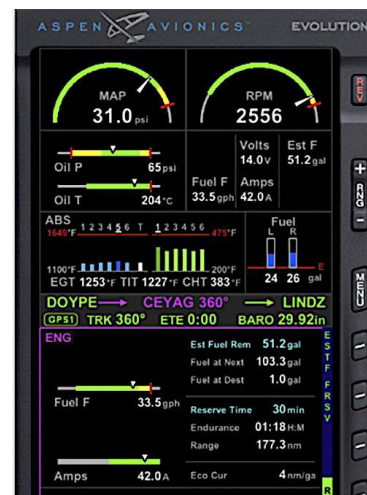 ASPEN AVIONICS™ EVOLUTION
MAP
31.0 psi
RPM
2556
REV
Oil P 65 psi
Oil T 204 °C
Volts Est F
14.0 v 51.2 gal
Fuel F Amps
33.5 gph 42.0 A
+ RNG -
ABS
1649°F 1 2 3 4 5 6 T 1 2 3 4 5 6 475°F
1100°F 200°F
EGT 1253 °F TIT 1227 °F CHT 383 °F
Fuel
L R
F
E
24 26 gal
MENU
DOYPE CEYAG 360° LINDZ
GPS1 TRK 360° ETE 0:00 BARO 29.92in
ENG
Est Fuel Rem 51.2 gal
Fuel at Next 103.3 gal
Fuel at Dest 1.0 gal
Fuel F 33.5 gph
Reserve Time 30 min
Endurance 01:18 H:M
Range 177.3 nm
Amps 42.0 A
Eco Cur 4 nm/ga
ESTF FRSV
R